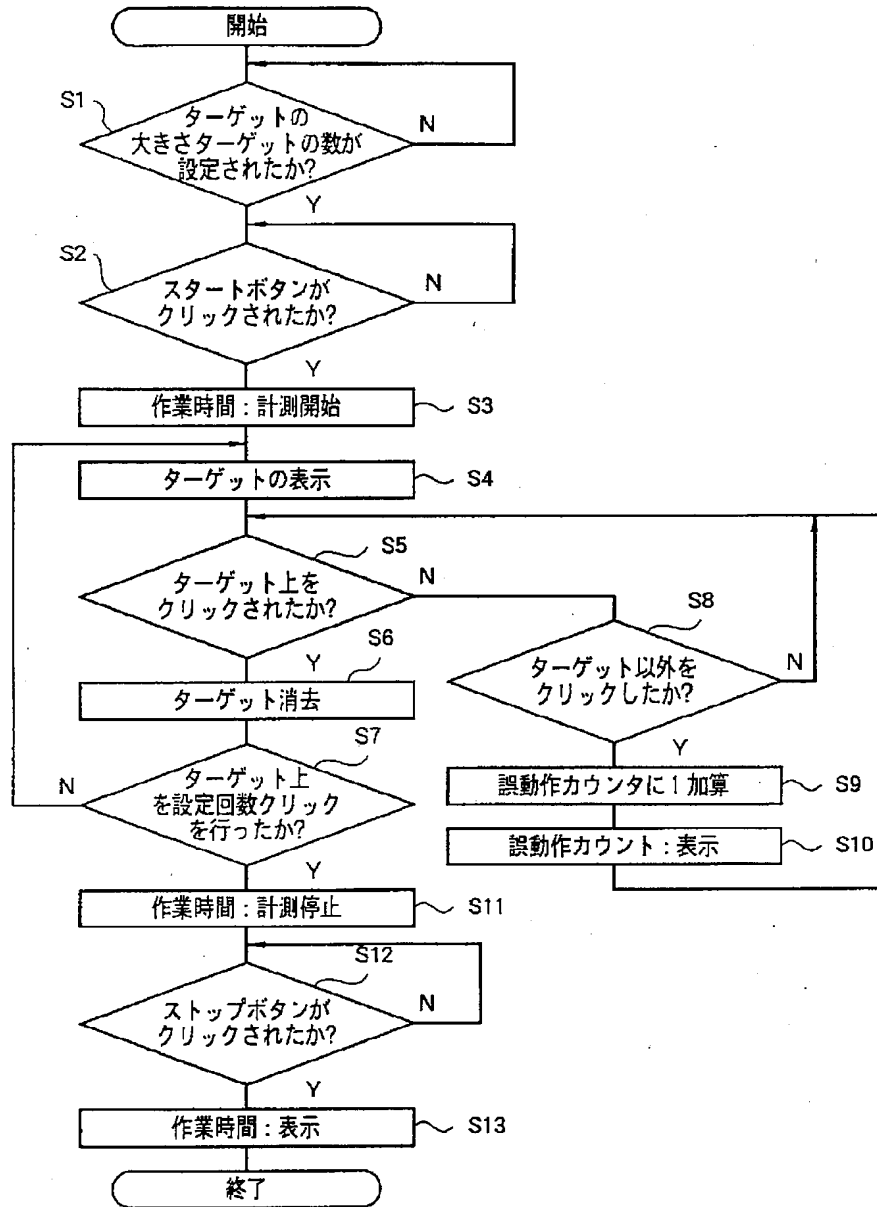 開始
S1
ターゲットの
大きさターゲットの数が
設定されたか?
N
Y
S2
スタートボタンが
クリックされたか?
N
Y
作業時間:計測開始
S3
ターゲットの表示
S4
S5
ターゲット上を
クリックされたか?
N
Y
S6
ターゲット消去
S7
ターゲット上
を設定回数クリック
を行ったか?
N
Y
S8
ターゲット以外を
クリックしたか?
N
Y
誤動作カウンタに1加算
S9
誤動作カウント:表示
S10
作業時間:計測停止
S11
S12
ストップボタンが
クリックされたか?
N
Y
作業時間:表示
S13
終了